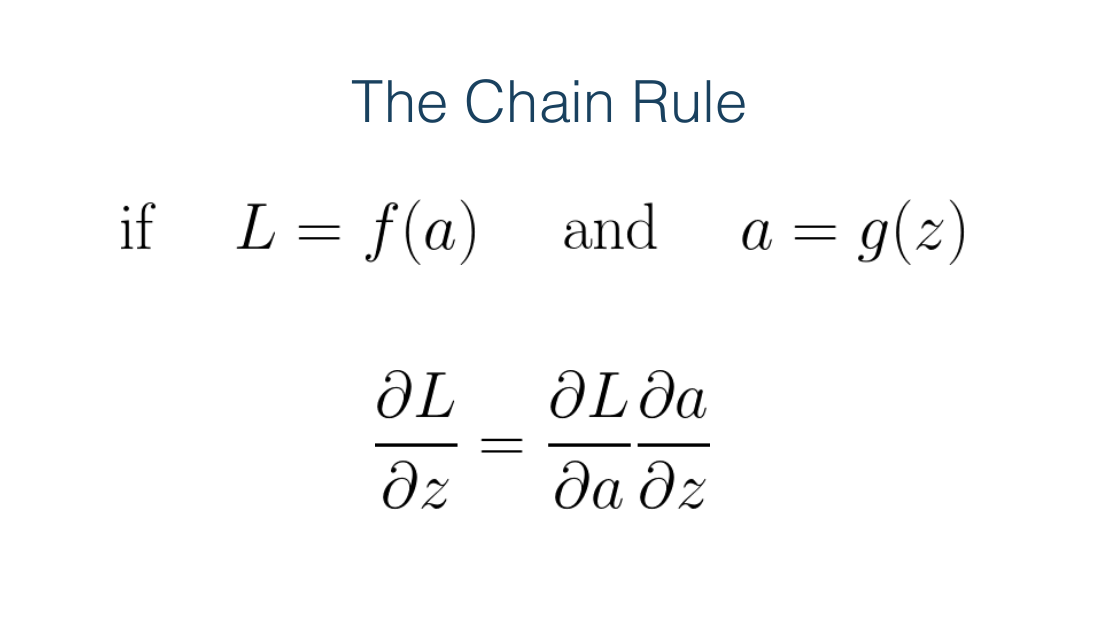 The Chain Rule
if L = f(a) and a = g(z)
∂L/∂z = ∂L/∂a ∂a/∂z